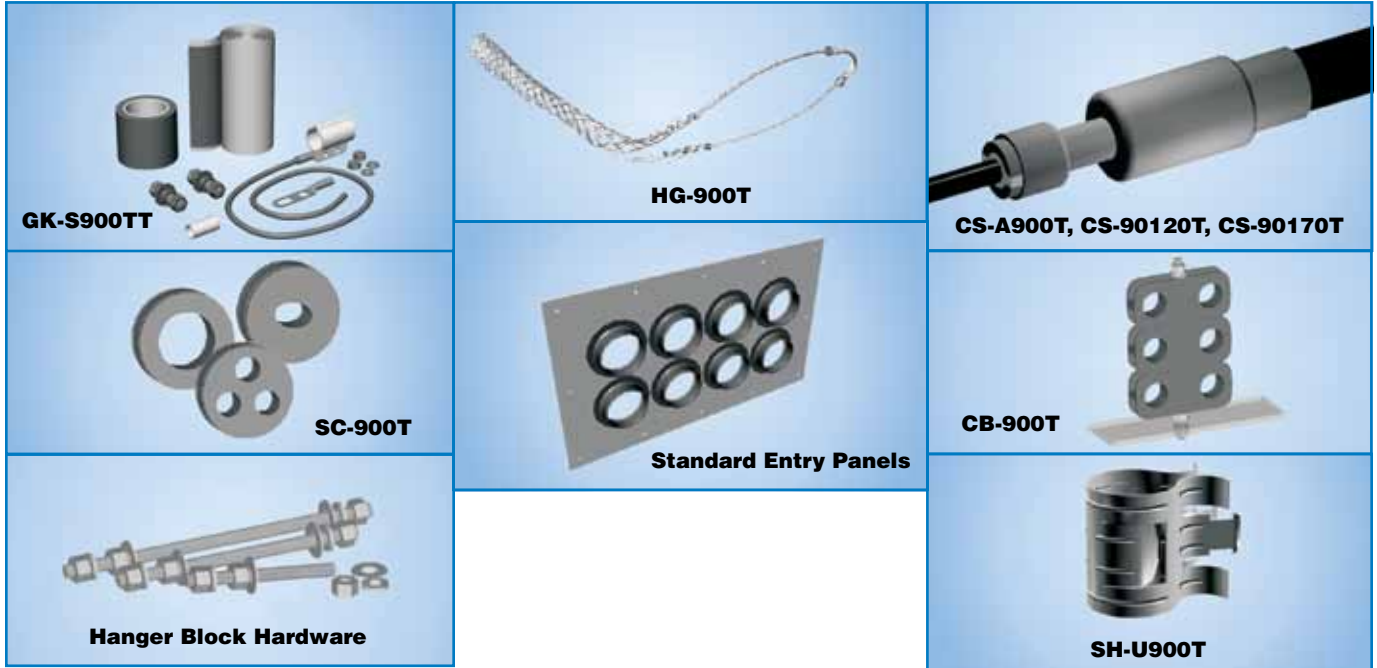 GK-S900TT
HG-900T
CS-A900T, CS-90120T, CS-90170T
SC-900T
Standard Entry Panels
CB-900T
Hanger Block Hardware
SH-U900T